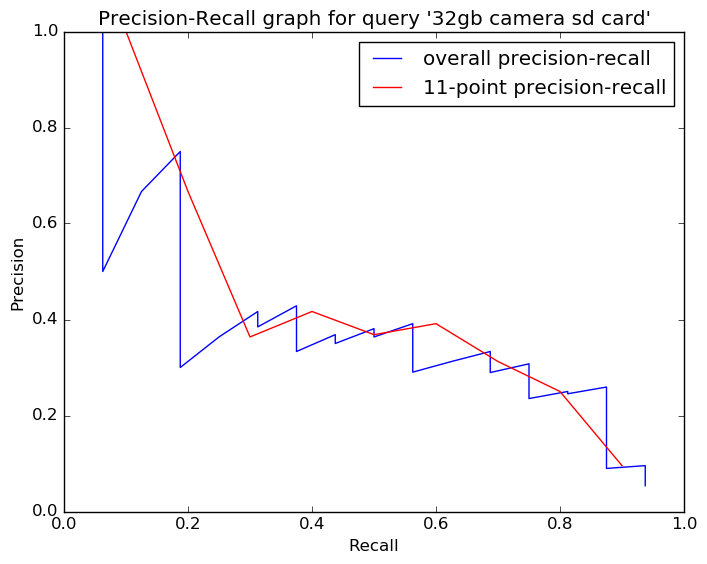 Precision-Recall graph for query '32gb camera sd card'
1.0
0.8
0.6
0.4
0.2
0.0
Precision
overall precision-recall
11-point precision-recall
0.0 0.2 0.4 0.6 0.8 1.0
Recall